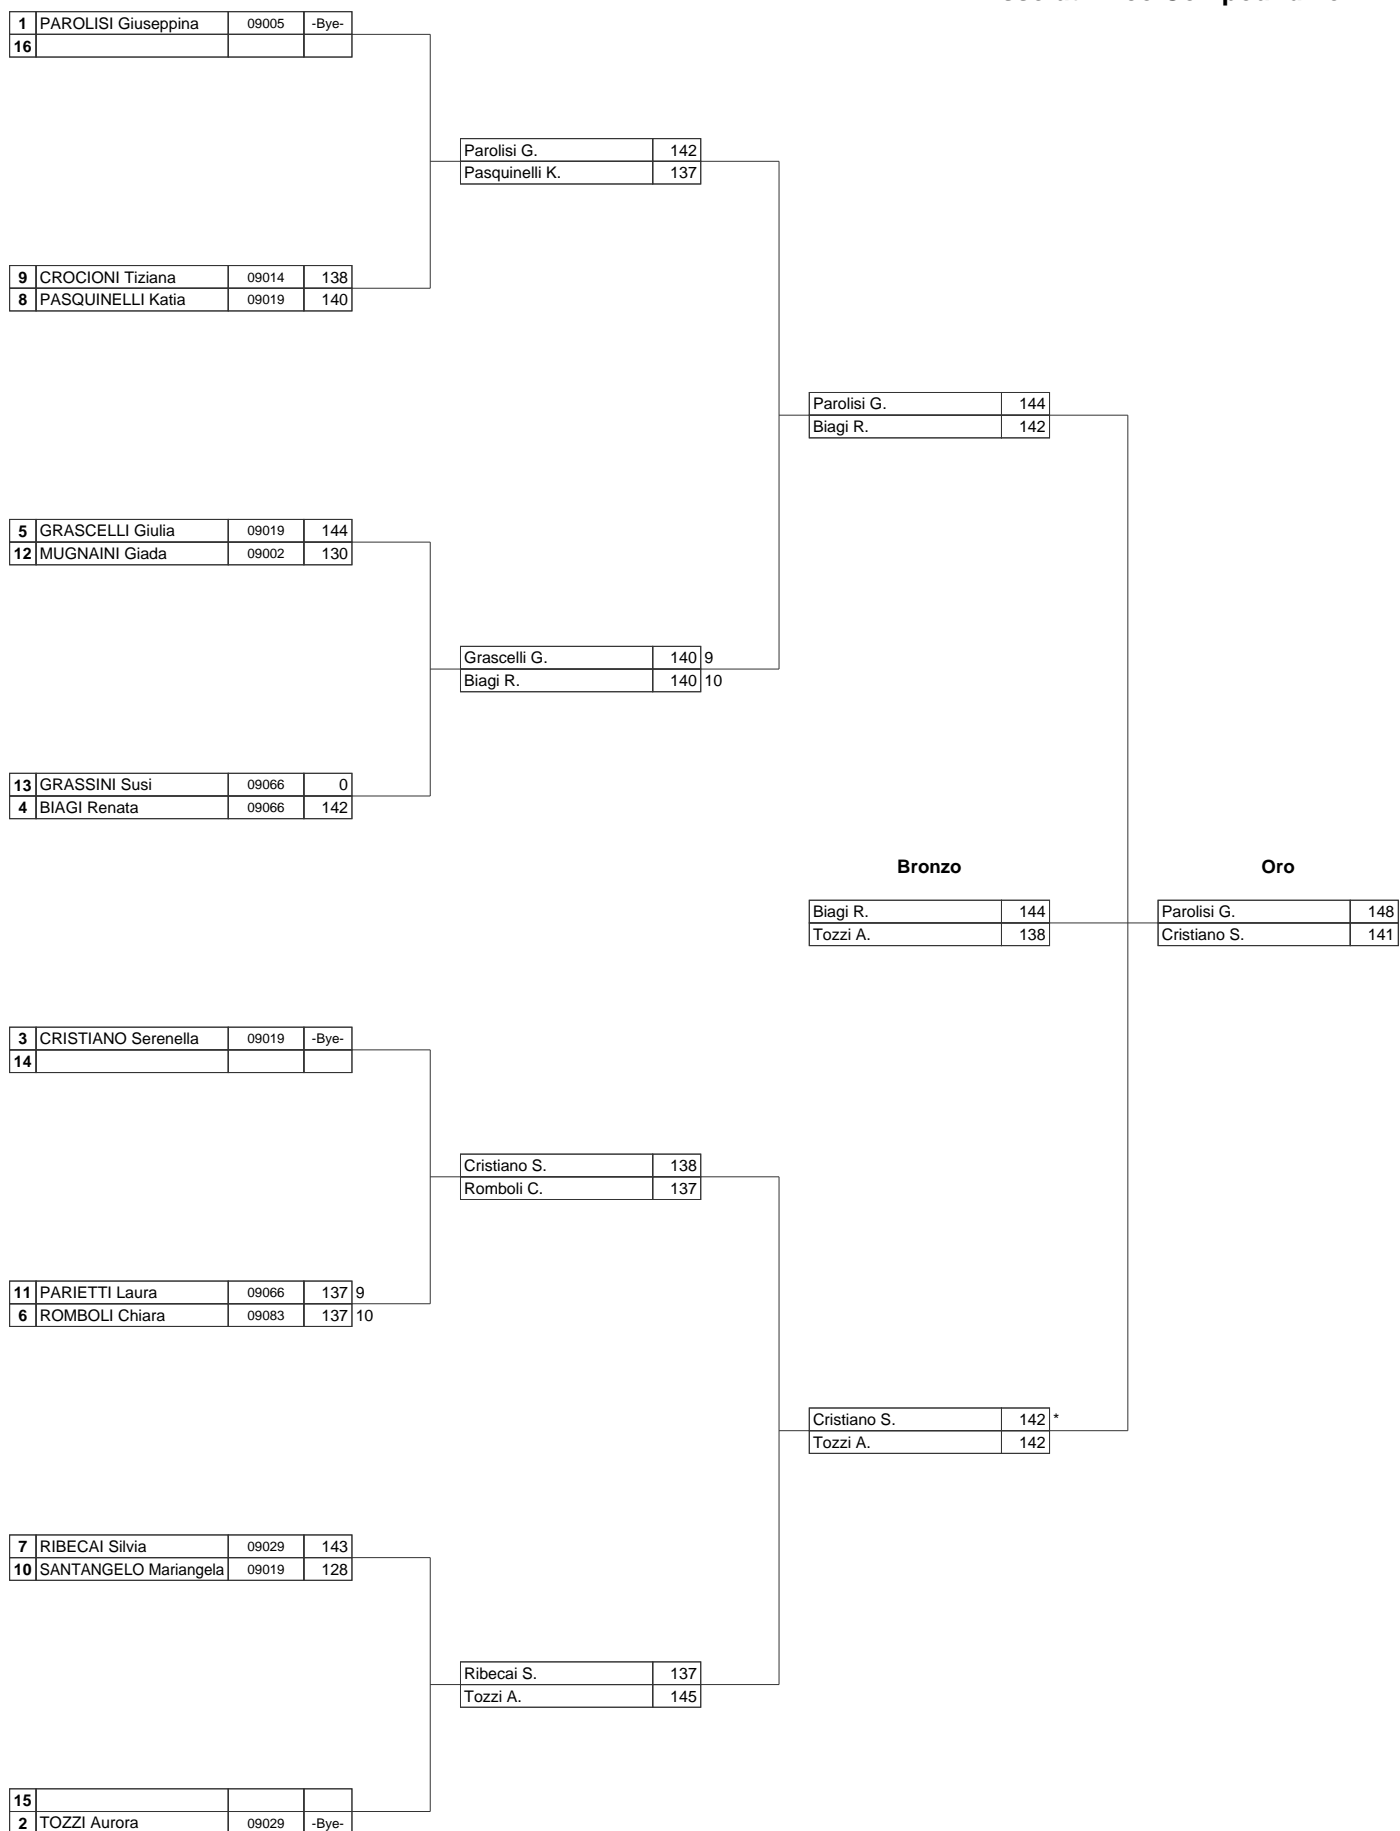 1 PAROLISI Giuseppina 09005 -Bye-
16
Parolisi G. 142
Pasquinelli K. 137
9 CROCIONI Tiziana 09014 138
8 PASQUINELLI Katia 09019 140
Parolisi G. 144
Biagi R. 142
5 GRASCELLI Giulia 09019 144
12 MUGNAINI Giada 09002 130
Grascelli G. 140 9
Biagi R. 140 10
13 GRASSINI Susi 09066 0
4 BIAGI Renata 09066 142
Bronzo Oro
Biagi R. 144 Parolisi G. 148
Tozzi A. 138 Cristiano S. 141
3 CRISTIANO Serenella 09019 -Bye-
14
Cristiano S. 138
Romboli C. 137
11 PARIETTI Laura 09066 137 9
6 ROMBOLI Chiara 09083 137 10
Cristiano S. 142 *
Tozzi A. 142
7 RIBECAI Silvia 09029 143
10 SANTANGELO Mariangela 09019 128
Ribecai S. 137
Tozzi A. 145
15
2 TOZZI Aurora 09029 -Bye-